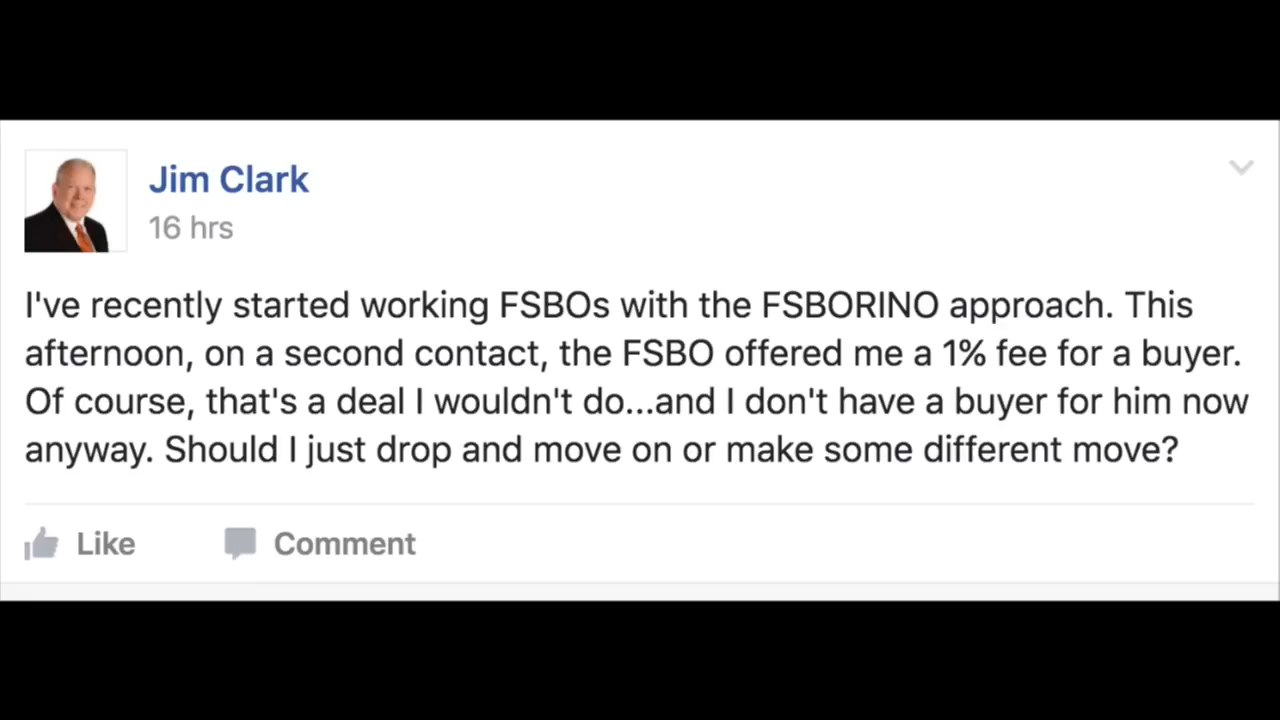 Jim Clark
16 hrs
I've recently started working FSBOs with the FSBORINO approach. This
afternoon, on a second contact, the FSBO offered me a 1% fee for a buyer.
Of course, that's a deal I wouldn't do...and I don't have a buyer for him now
anyway. Should I just drop and move on or make some different move?
Like Comment